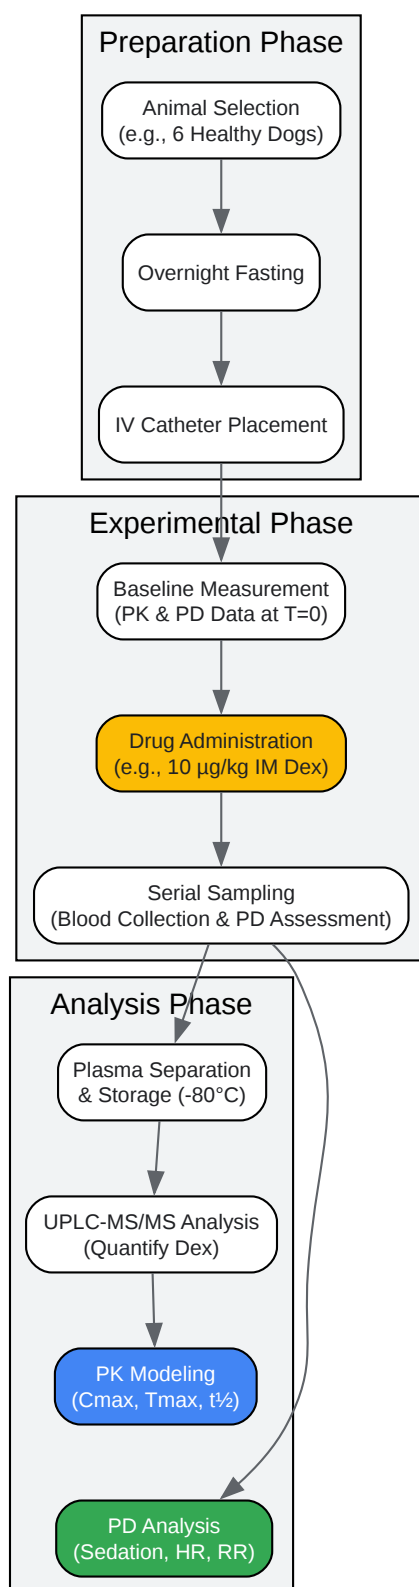 Preparation Phase
Animal Selection
(e.g., 6 Healthy Dogs)
Overnight Fasting
IV Catheter Placement
Experimental Phase
Baseline Measurement
(PK & PD Data at T=0)
Drug Administration
(e.g., 10 µg/kg IM Dex)
Serial Sampling
(Blood Collection & PD Assessment)
Analysis Phase
Plasma Separation
& Storage (-80°C)
UPLC-MS/MS Analysis
(Quantify Dex)
PK Modeling
(Cmax, Tmax, t½)
PD Analysis
(Sedation, HR, RR)